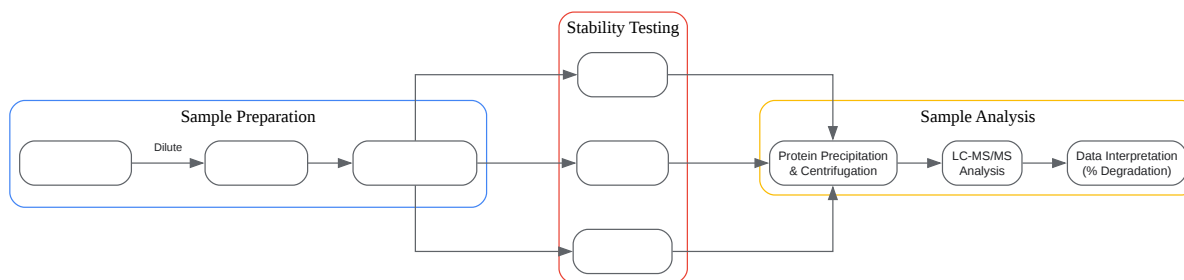 Stability Testing
Sample Preparation
Sample Analysis
Dilute
Protein Precipitation
& Centrifugation
LC-MS/MS
Analysis
Data Interpretation
(% Degradation)